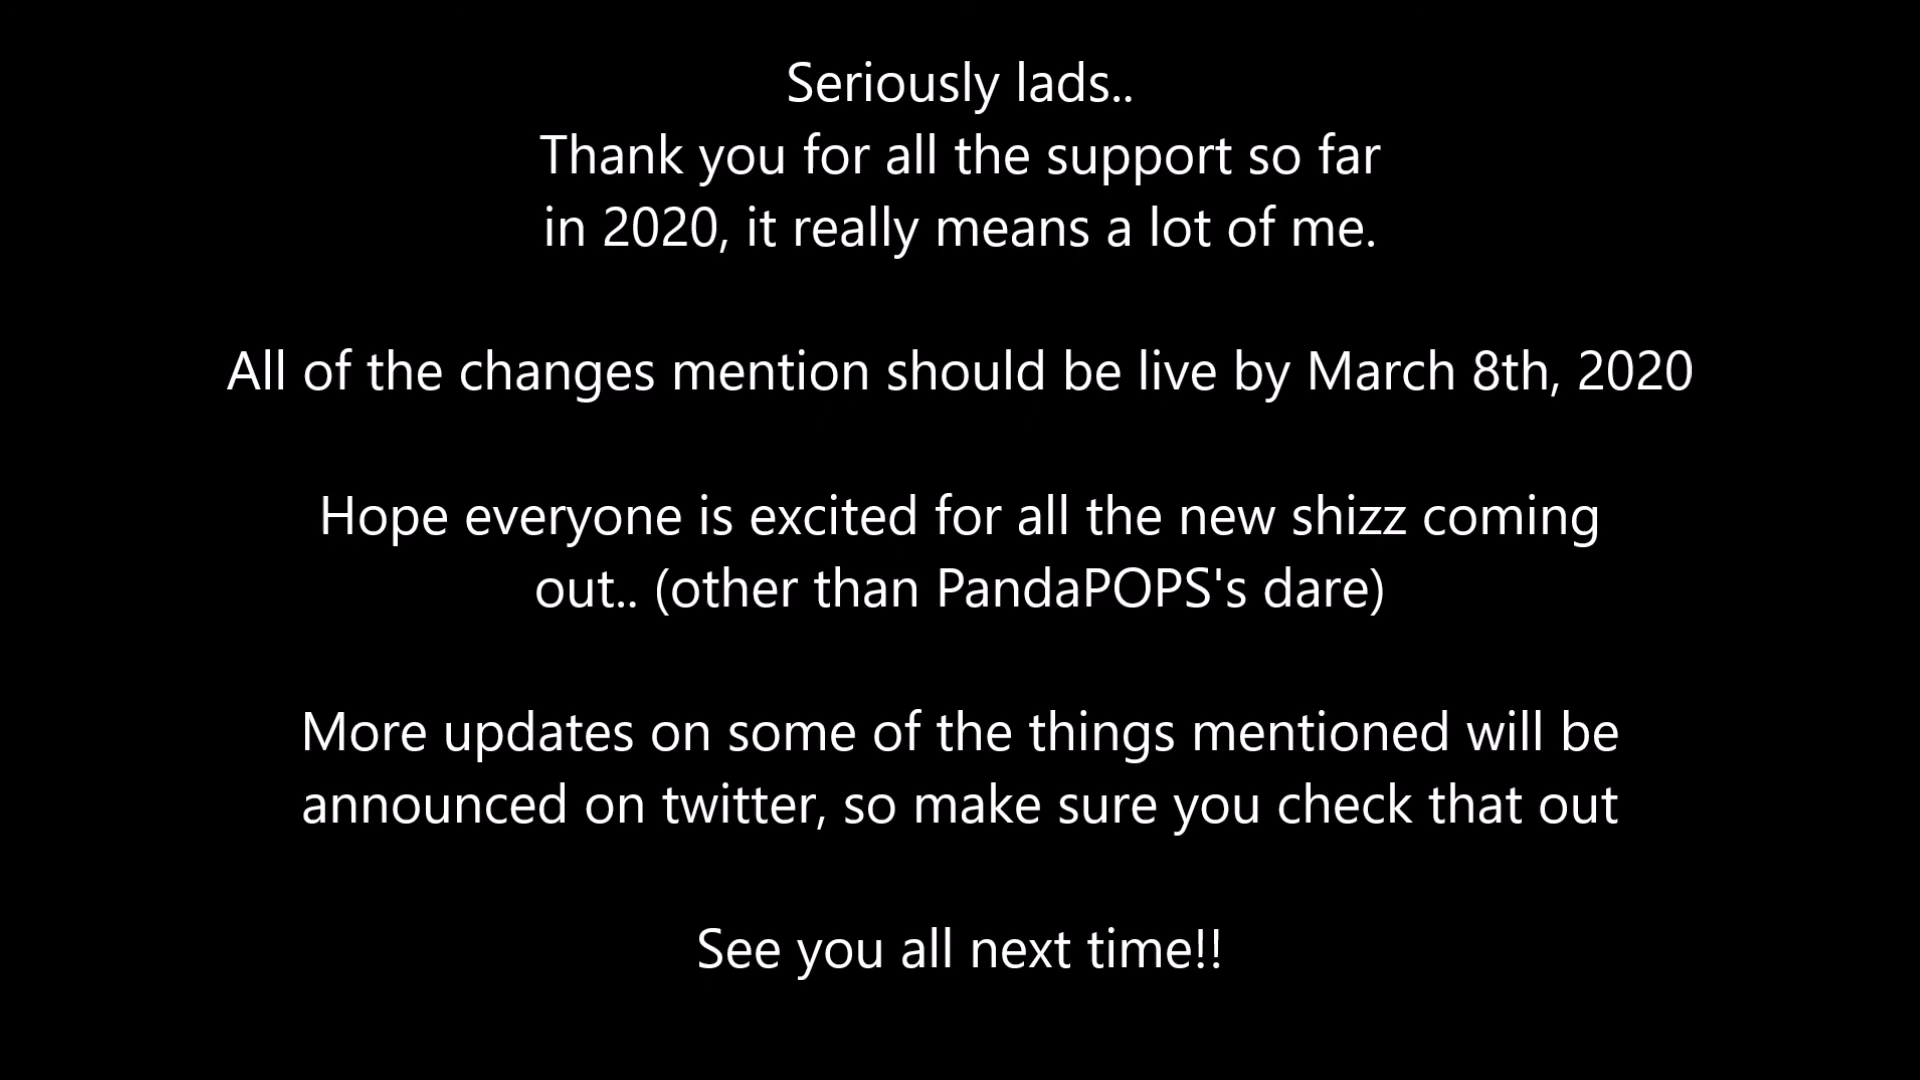 Seriously lads..
Thank you for all the support so far
in 2020, it really means a lot of me.
All of the changes mention should be live by March 8th, 2020
Hope everyone is excited for all the new shizz coming
out.. (other than PandaPOPS's dare)
More updates on some of the things mentioned will be
announced on twitter, so make sure you check that out
See you all next time!!